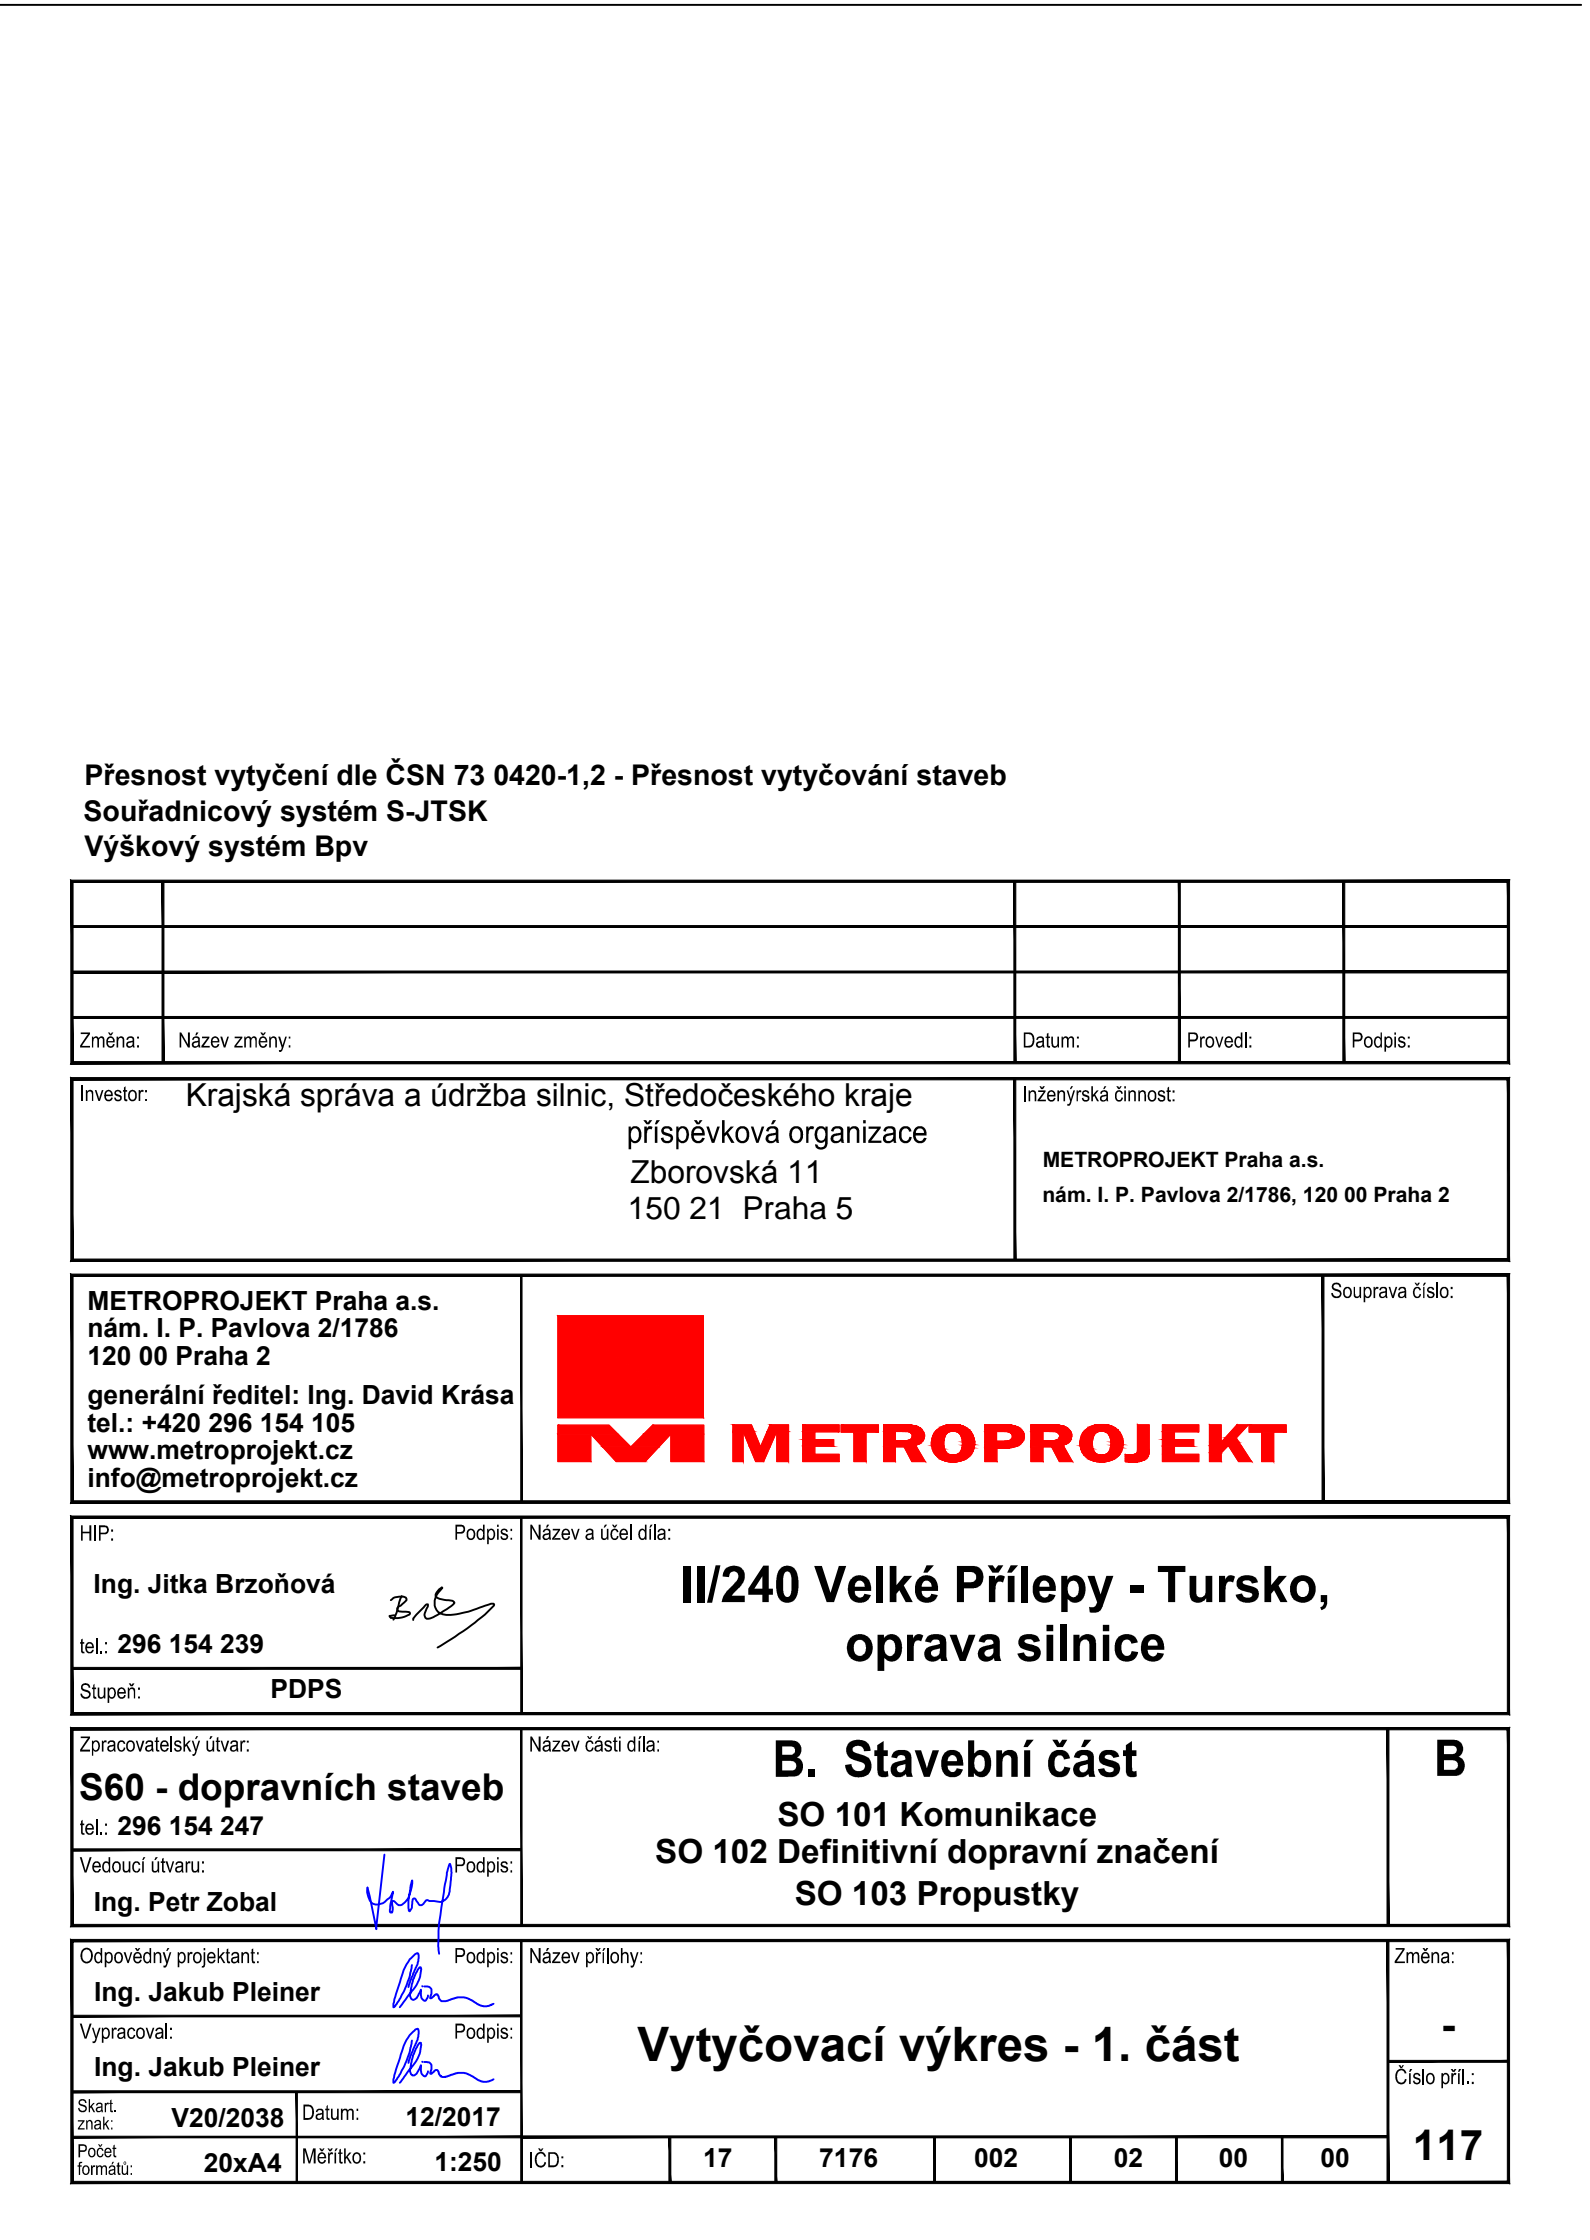 Přesnost vytyčení dle ČSN 73 0420-1,2 - Přesnost vytyčování staveb
Souřadnicový systém S-JTSK
Výškový systém Bpv
Změna: Název změny: Datum: Provedl: Podpis:
Investor: Krajská správa a údržba silnic, Středočeského kraje
příspěvková organizace
Zborovská 11
150 21 Praha 5
Inženýrská činnost:
METROPROJEKT Praha a.s.
nám. I. P. Pavlova 2/1786, 120 00 Praha 2
METROPROJEKT Praha a.s.
nám. I. P. Pavlova 2/1786
120 00 Praha 2
generální ředitel: Ing. David Krása
tel.: +420 296 154 105
www.metroprojekt.cz
info@metroprojekt.cz
METROPROJEKT
Souprava číslo:
HIP: Podpis:
Ing. Jitka Brzoňová
tel.: 296 154 239
Stupeň: PDPS
Název a účel díla:
II/240 Velké Přílepy - Tursko,
oprava silnice
Zpracovatelský útvar:
S60 - dopravních staveb
tel.: 296 154 247
Vedoucí útvaru: Podpis:
Ing. Petr Zobal
Název části díla:
B. Stavební část
SO 101 Komunikace
SO 102 Definitivní dopravní značení
SO 103 Propustky
B
Odpovědný projektant: Podpis:
Ing. Jakub Pleiner
Vypracoval: Podpis:
Ing. Jakub Pleiner
Skart.
znak: V20/2038 Datum: 12/2017
Počet
formátů: 20xA4 Měřítko: 1:250
Název přílohy:
Vytyčovací výkres - 1. část
IČD: 17 7176 002 02 00 00
Změna:
-
Číslo příl.:
117